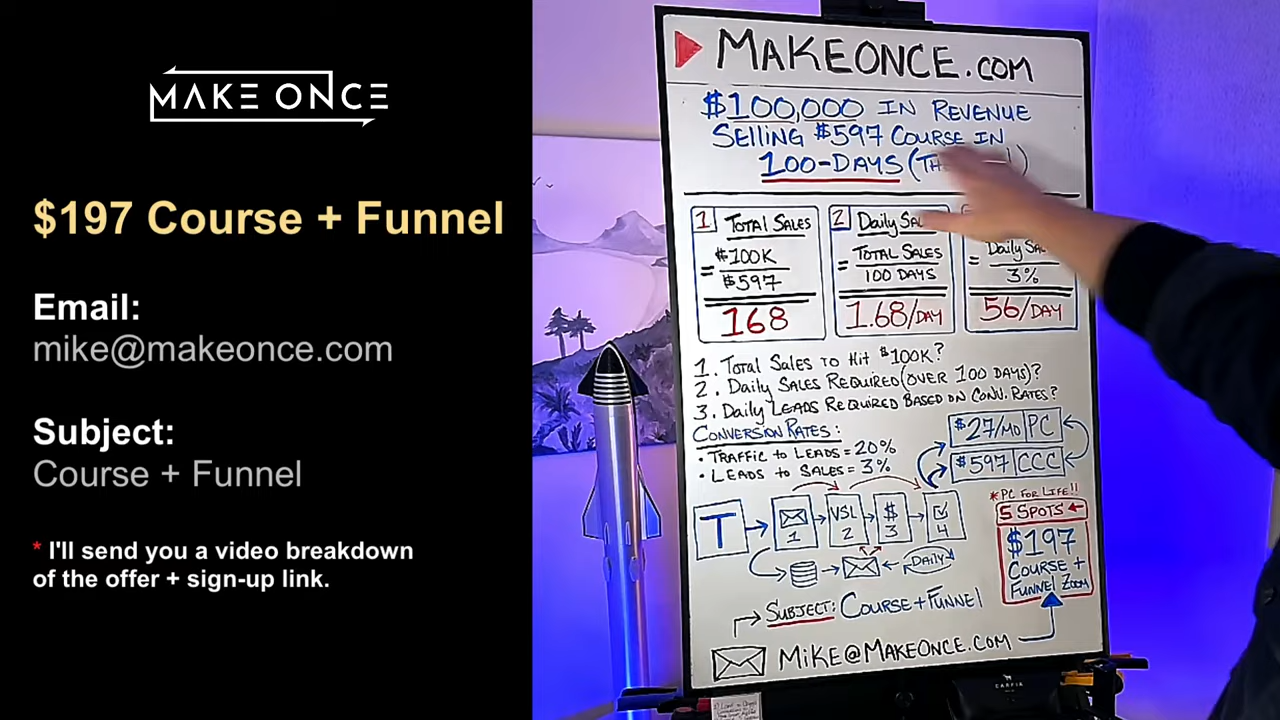 MAKE ONCE
$197 Course + Funnel
Email:
mike@makeonce.com
Subject:
Course + Funnel
* I'll send you a video breakdown
of the offer + sign-up link.
MAKEONCE.COM
$100,000 IN REVENUE
SELLING $597 COURSE IN
100-DAYS (
1 TOTAL SALES
= $100K
$597
168
2 Daily
= TOTAL SALES
100 DAYS
1.68/DAY
= Daily
3%
56/DAY
1. TOTAL SALES TO HIT $100K?
2. DAILY SALES REQUIRED (OVER 100 DAYS)?
3. DAILY LEADS REQUIRED BASED ON CONV. RATES?
CONVERSION RATES:
• TRAFFIC TO LEADS = 20%
• LEADS TO SALES = 3%
$27/MO PC
$597 CCC
T
1
VSL
2
$
3
4
DAILY
*PC FOR LIFE!!
5 SPOTS
$197
COURSE +
FUNNEL ZOOM
SUBJECT: COURSE + FUNNEL
MIKE@MAKEONCE.COM